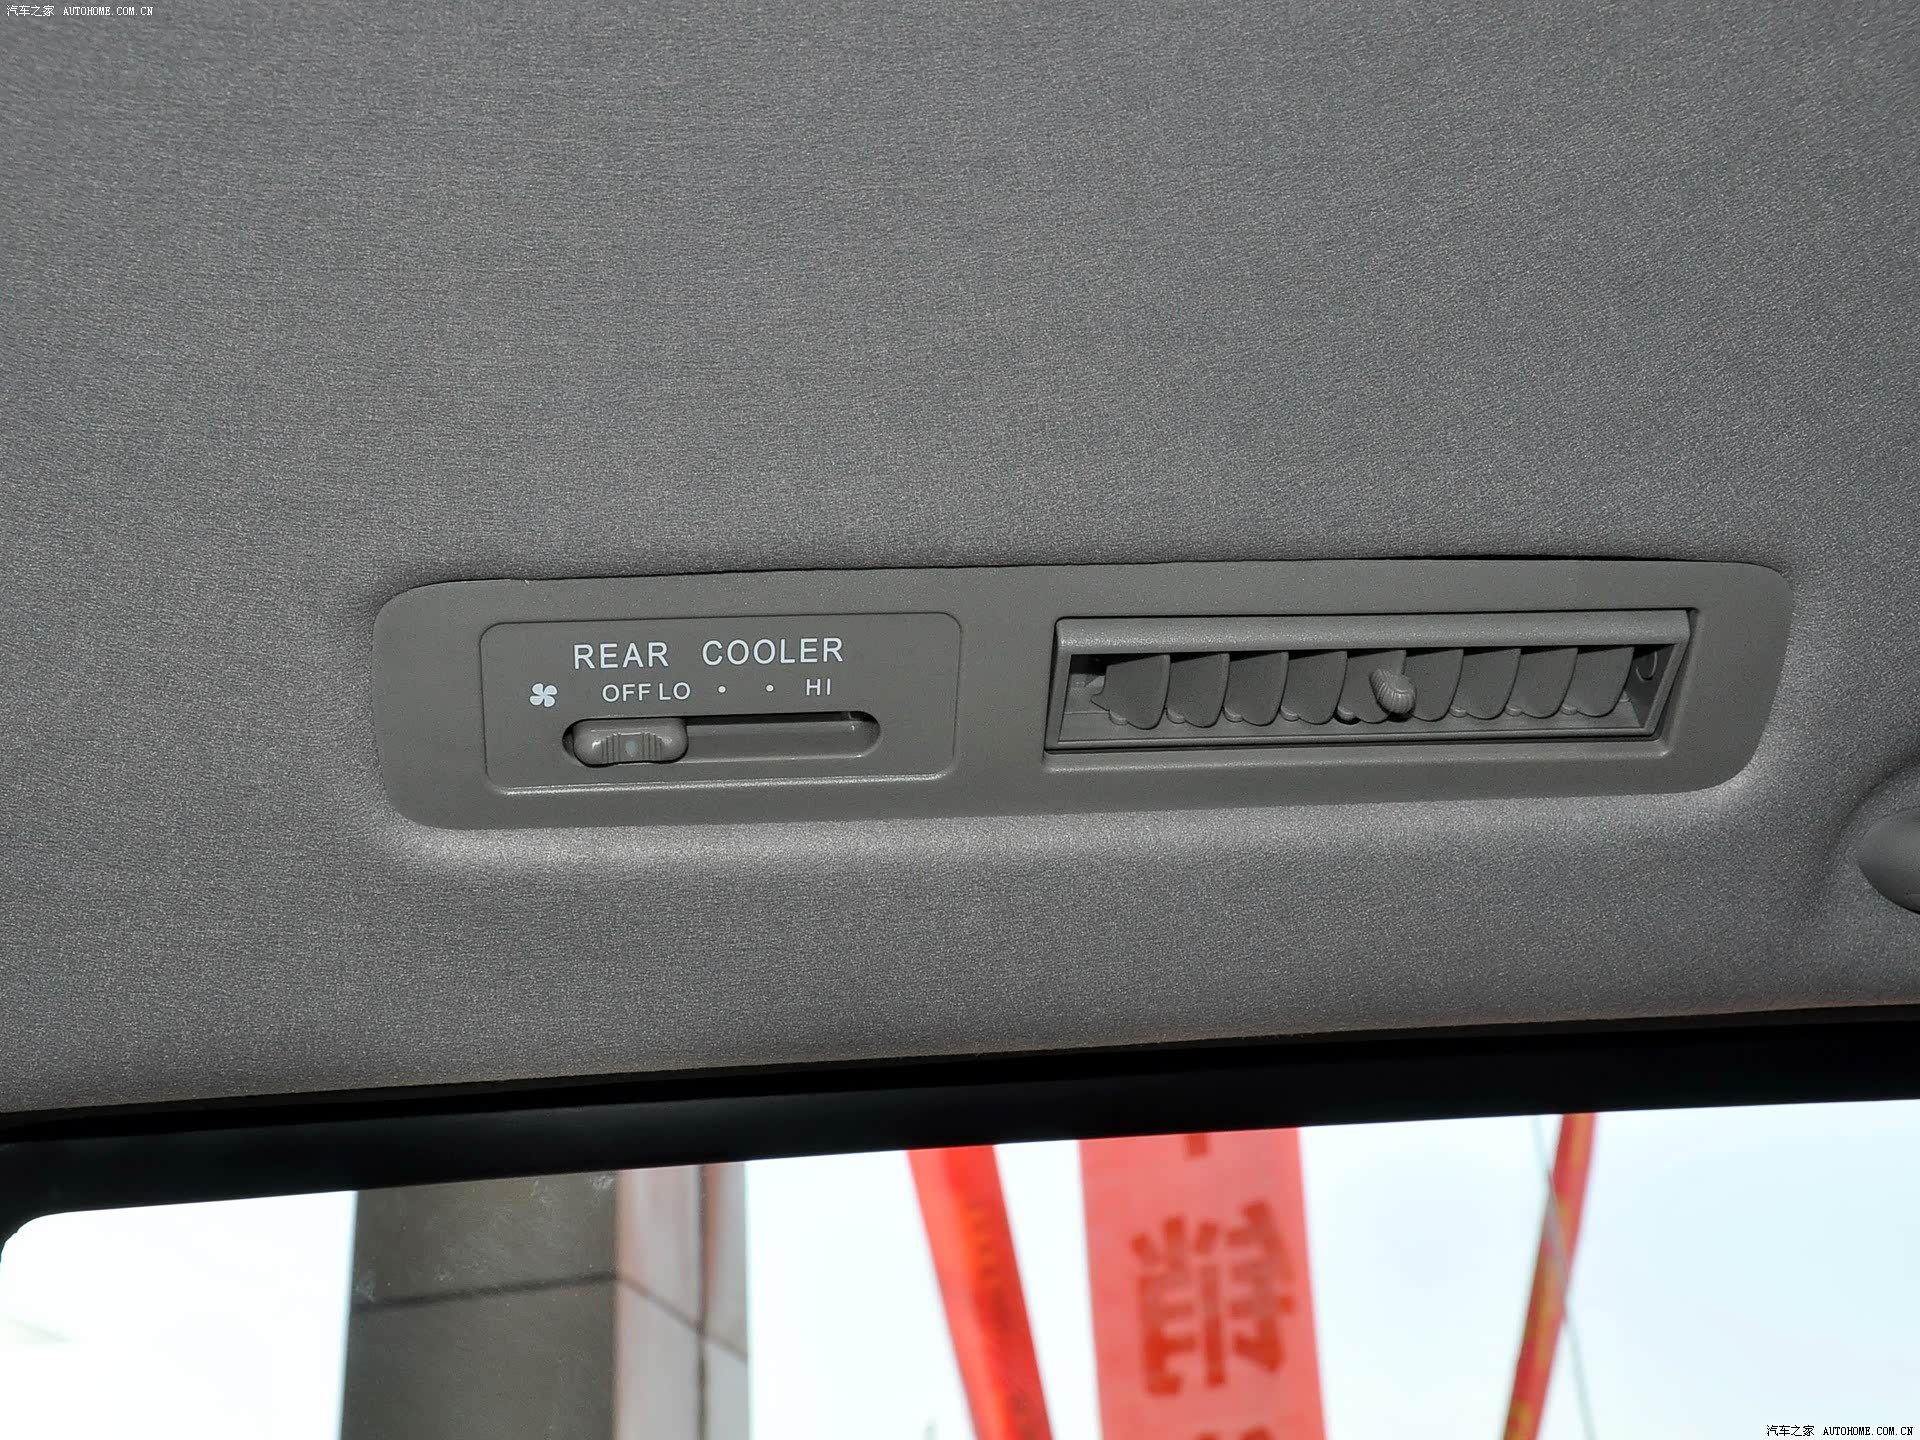 汽车之家 AUTOHOME.COM.CN
REAR COOLER
OFF LO • • HI
汽车之家 AUTOHOME.COM.CN